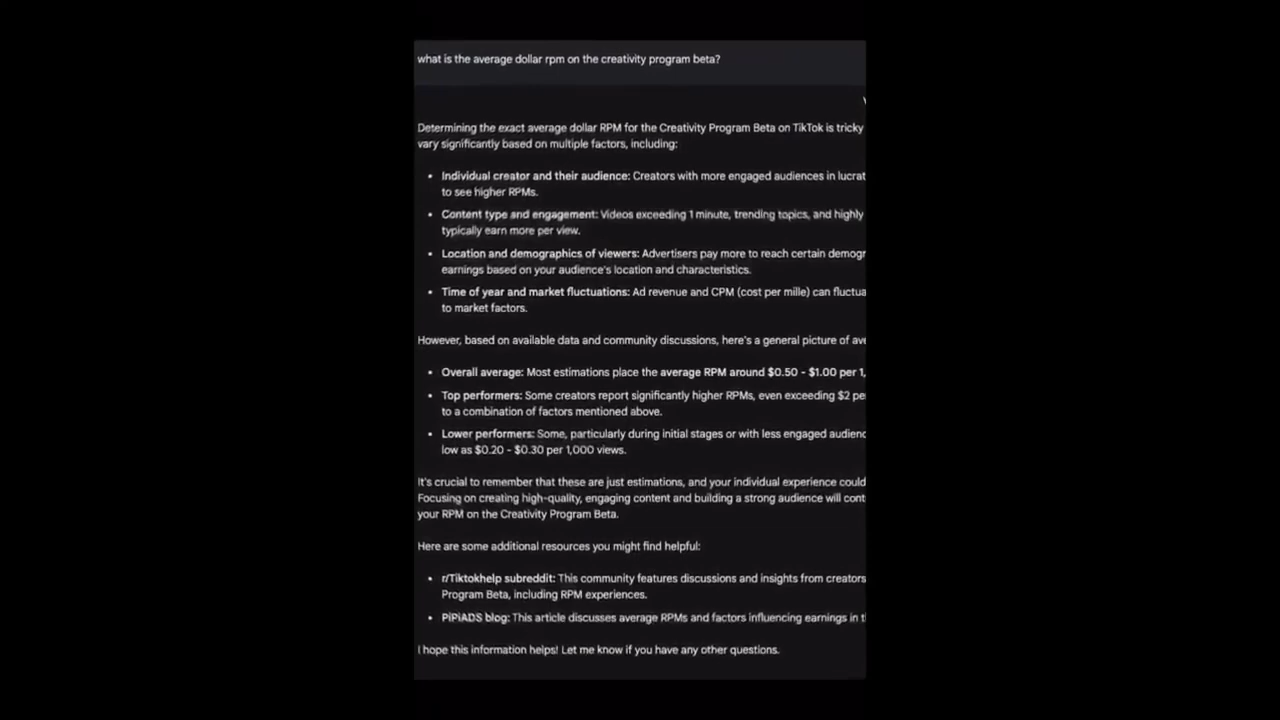 what is the average dollar rpm on the creativity program beta?
Determining the exact average dollar RPM for the Creativity Program Beta on TikTok is tricky
vary significantly based on multiple factors, including:
• Individual creator and their audience: Creators with more engaged audiences in lucrat
to see higher RPMs.
• Content type and engagement: Videos exceeding 1 minute, trending topics, and highly
typically earn more per view.
• Location and demographics of viewers: Advertisers pay more to reach certain demogr
earnings based on your audience's location and characteristics.
• Time of year and market fluctuations: Ad revenue and CPM (cost per mille) can fluctua
to market factors.
However, based on available data and community discussions, here's a general picture of ave
• Overall average: Most estimations place the average RPM around $0.50 - $1.00 per 1,
• Top performers: Some creators report significantly higher RPMs, even exceeding $2 pe
to a combination of factors mentioned above.
• Lower performers: Some, particularly during initial stages or with less engaged audienc
low as $0.20 - $0.30 per 1,000 views.
It's crucial to remember that these are just estimations, and your individual experience could
Focusing on creating high-quality, engaging content and building a strong audience will cont
your RPM on the Creativity Program Beta.
Here are some additional resources you might find helpful:
• r/Tiktokhelp subreddit: This community features discussions and insights from creators
Program Beta, including RPM experiences.
• PiPiADS blog: This article discusses average RPMs and factors influencing earnings in t
I hope this information helps! Let me know if you have any other questions.